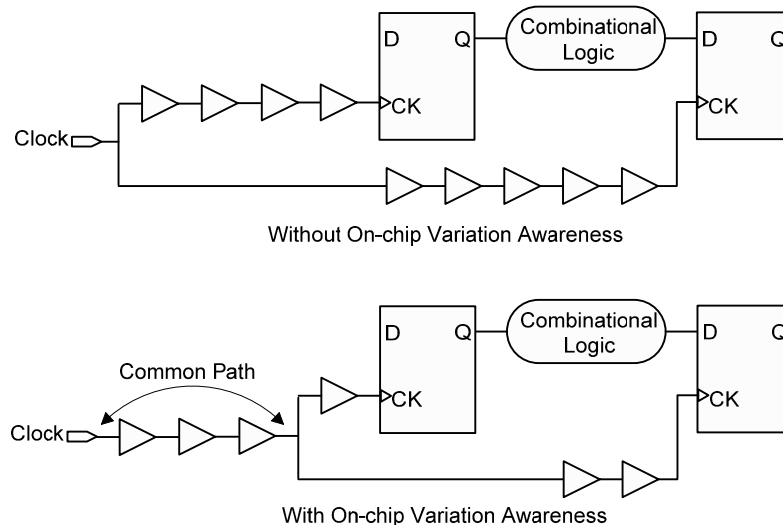 D
Q
Combinational
Logic
D
Q
CK
CK
Clock
Without On-chip Variation Awareness
D
Q
Combinational
Logic
D
Q
Common Path
CK
CK
Clock
With On-chip Variation Awareness